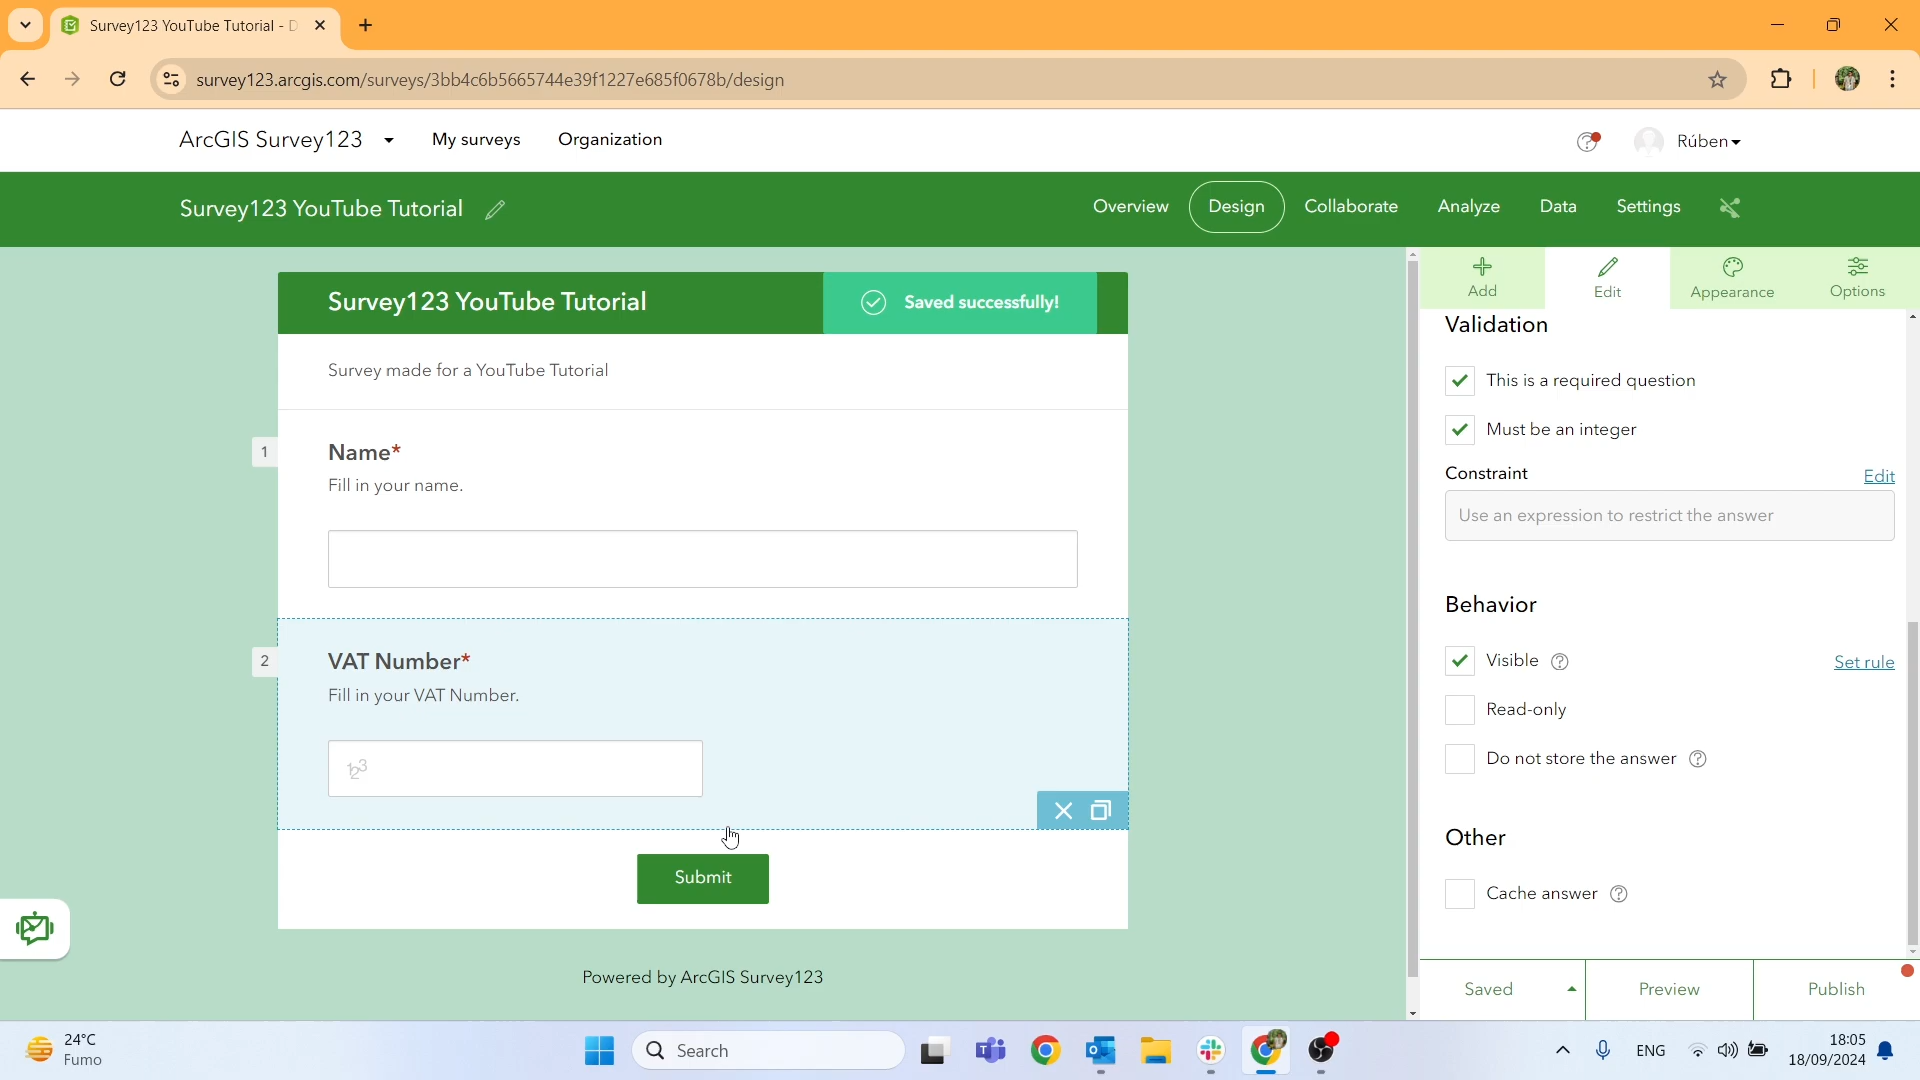 Survey123 YouTube Tutorial - D
survey123.arcgis.com/surveys/3bb4c6b5665744e39f1227e685f0678b/design
ArcGIS Survey123 My surveys Organization Rúben
Survey123 YouTube Tutorial Overview Design Collaborate Analyze Data Settings
Add Edit Appearance Options
Survey123 YouTube Tutorial Saved successfully!
Survey made for a YouTube Tutorial
1 Name*
Fill in your name.
2 VAT Number*
Fill in your VAT Number.
123
Submit
Powered by ArcGIS Survey123
Validation
This is a required question
Must be an integer
Constraint Edit
Use an expression to restrict the answer
Behavior
Visible ? Set rule
Read-only
Do not store the answer ?
Other
Cache answer ?
Saved Preview Publish
24°C
Fumo
Search
ENG
18:05
18/09/2024